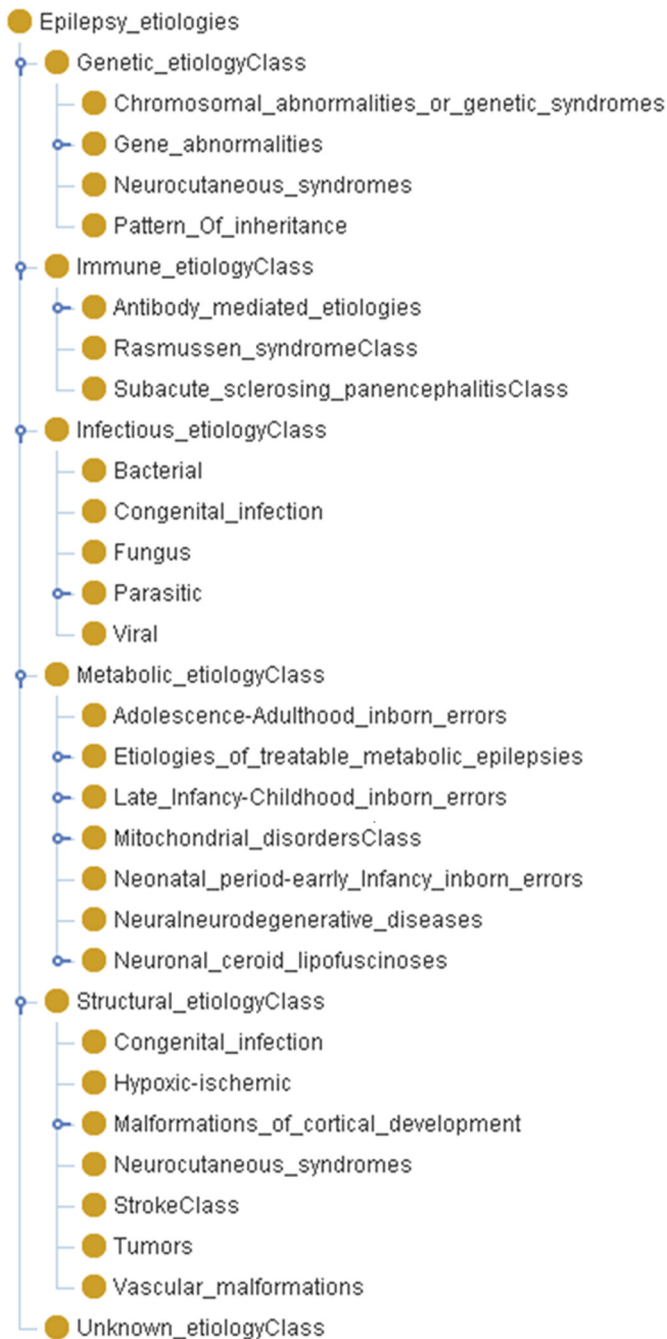 Epilepsy_etiologies
Genetic_etiologyClass
Chromosomal_abnormalities_or_genetic_syndromes
Gene_abnormalities
Neurocutaneous_syndromes
Pattern_Of_inheritance
Immune_etiologyClass
Antibody_mediated_etiologies
Rasmussen_syndromeClass
Subacute_sclerosing_panencephalitisClass
Infectious_etiologyClass
Bacterial
Congenital_infection
Fungus
Parasitic
Viral
Metabolic_etiologyClass
Adolescence-Adulthood_inborn_errors
Etiologies_of_treatable_metabolic_epilepsies
Late_Infancy-Childhood_inborn_errors
Mitochondrial_disordersClass
Neonatal_period-earrly_Infancy_inborn_errors
Neuralneurodegenerative_diseases
Neuronal_ceroid_lipofuscinoses
Structural_etiologyClass
Congenital_infection
Hypoxic-ischemic
Malformations_of_cortical_development
Neurocutaneous_syndromes
StrokeClass
Tumors
Vascular_malformations
Unknown_etiologyClass